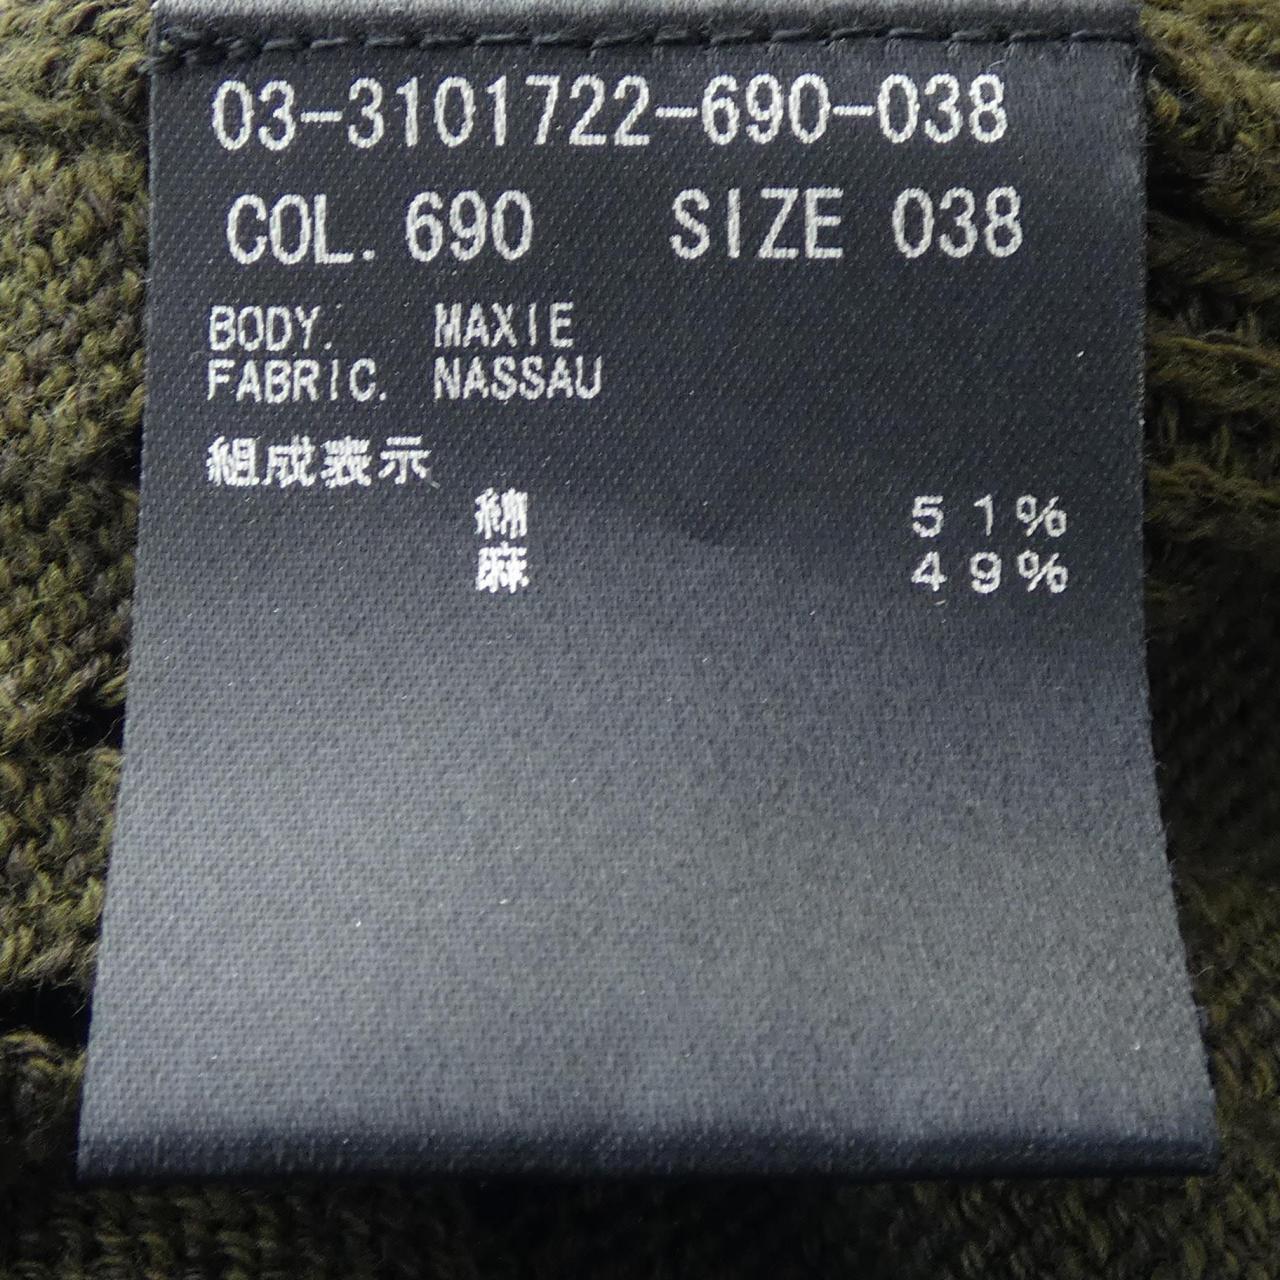 03-3101722-690-038
COL. 690 SIZE 038
BODY. MAXIE
FABRIC. NASSAU
組成表示
綿 51%
麻 49%